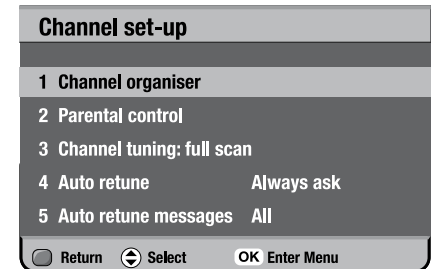 Channel set-up
1 Channel organiser
2 Parental control
3 Channel tuning: full scan
4 Auto retune Always ask
5 Auto retune messages All
Return Select OK Enter Menu